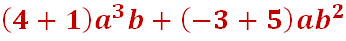 (4 + 1)a³b + (−3 + 5)ab²